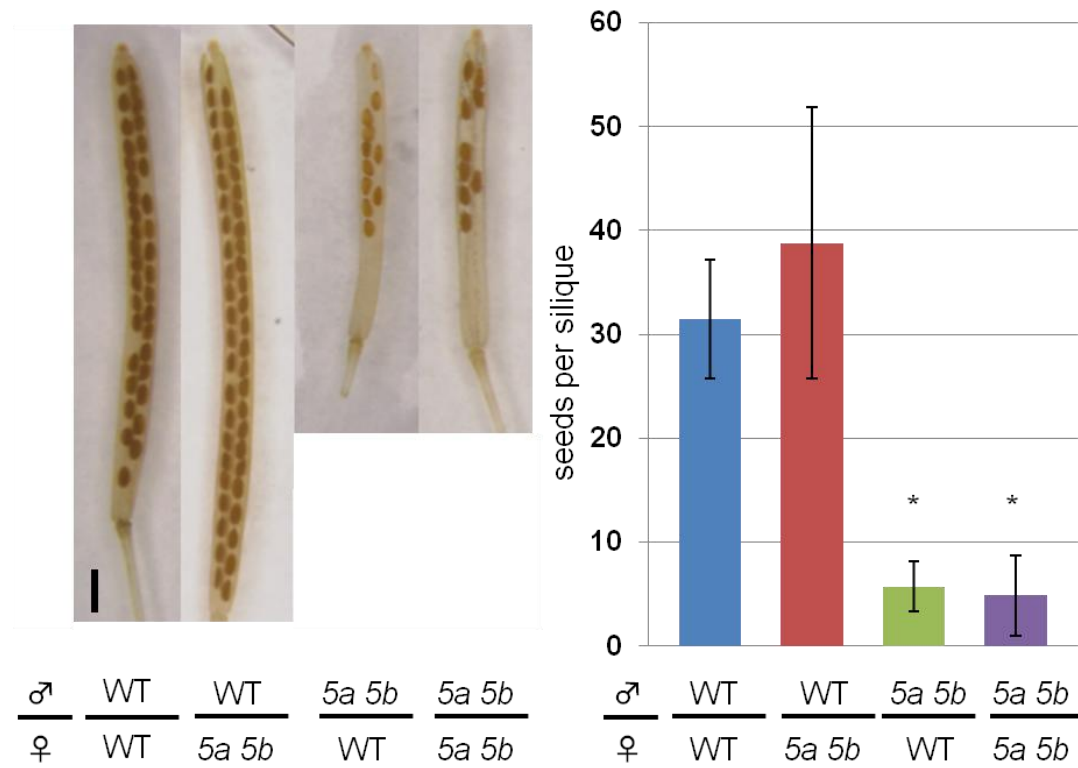 60
50
40
30
20
10
0
seeds per silique
* *
♂ WT WT 5a 5b 5a 5b
♀ WT 5a 5b WT 5a 5b
♂ WT WT 5a 5b 5a 5b
♀ WT 5a 5b WT 5a 5b